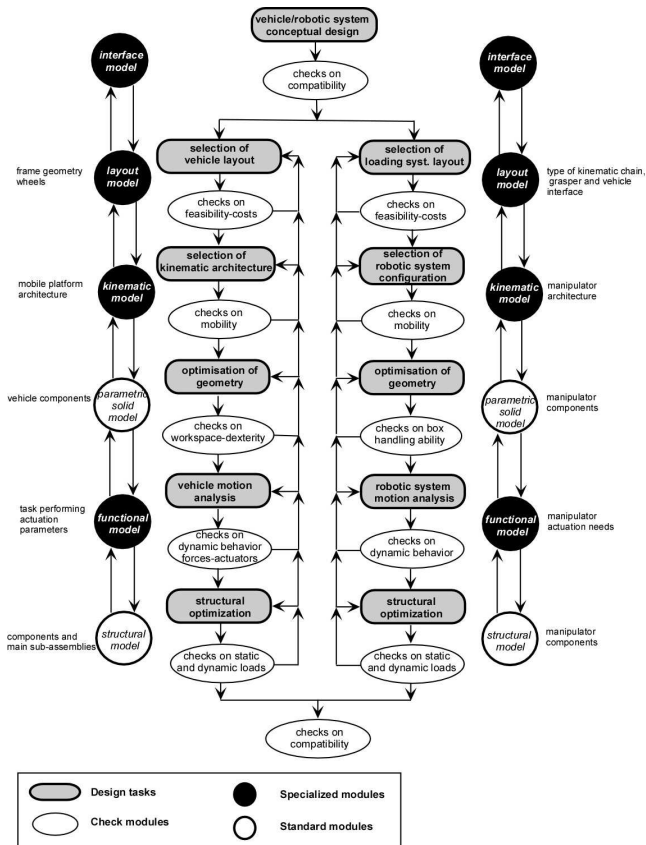 vehicle/robotic system
conceptual design
checks on
compatibility
interface
model
interface
model
selection of
vehicle layout
selection of
loading syst. layout
frame geometry
wheels
layout
model
layout
model
type of kinematic chain,
grasper and vehicle
interface
checks on
feasibility-costs
checks on
feasibility-costs
selection of
kinematic architecture
selection of
robotic system
configuration
mobile platform
architecture
kinematic
model
kinematic
model
manipulator
architecture
checks on
mobility
checks on
mobility
optimisation of
geometry
optimisation of
geometry
vehicle components
parametric
solid model
parametric
solid model
manipulator
components
checks on
workspace-dexterity
checks on box
handling ability
vehicle motion
analysis
robotic system
motion analysis
task performing
actuation
parameters
functional
model
functional
model
manipulator
actuation needs
checks on
dynamic behavior
forces-actuators
checks on
dynamic behavior
structural
optimization
structural
optimization
components and
main sub-assemblies
structural
model
structural
model
manipulator
components
checks on static
and dynamic loads
checks on static
and dynamic loads
checks on
compatibility
Design tasks
Specialized modules
Check modules
Standard modules